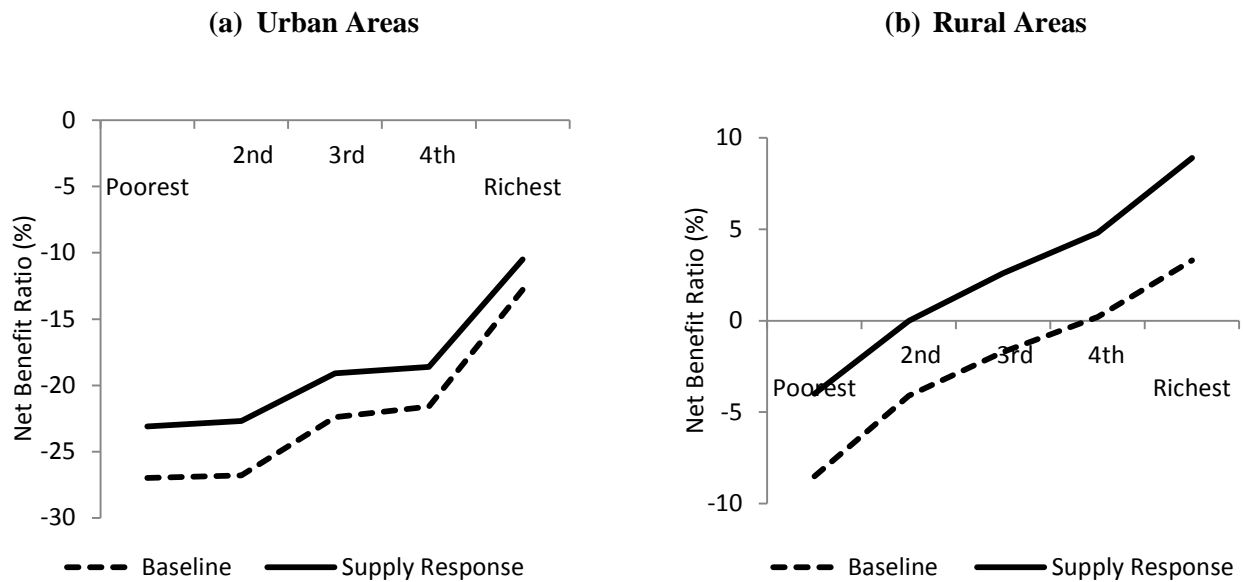 (a) Urban Areas
0
2nd 3rd 4th
-5
Poorest Richest
-10
-15
-20
-25
-30
Net Benefit Ratio (%)
Baseline Supply Response
(b) Rural Areas
10
5
0
2nd 3rd 4th
Poorest Richest
-5
-10
Net Benefit Ratio (%)
Baseline Supply Response